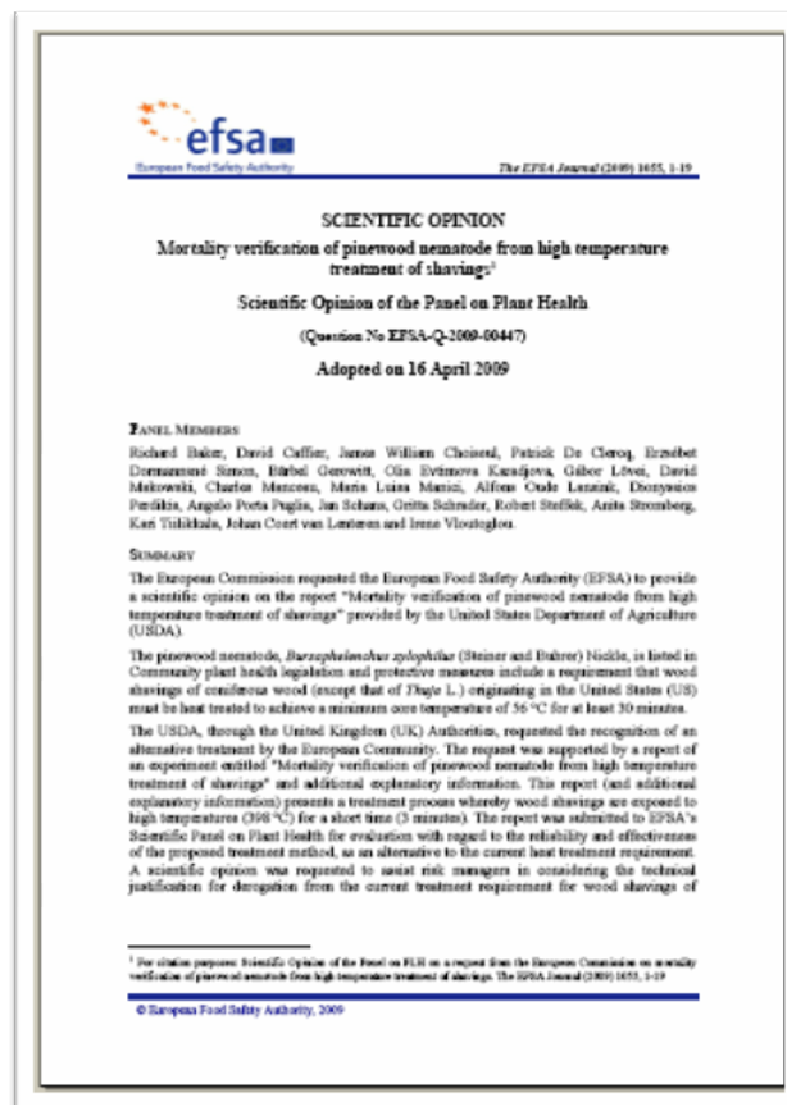 efsa
European Food Safety Authority
The EFSA Journal (2009) 1055, 1-19
SCIENTIFIC OPINION
Mortality verification of pinewood nematode from high temperature
treatment of shavings¹
Scientific Opinion of the Panel on Plant Health
(Question No EFSA-Q-2009-00447)
Adopted on 16 April 2009
PANEL MEMBERS
Richard Baker, David Caffier, James William Choiseul, Patrick De Clercq, Erzsébet
Dormannsné Simon, Bärbel Gerowitt, Olia Evtimova Karadjova, Gábor Lövei, David
Makowski, Charles Manceau, Maria Luisa Manici, Alfons Oude Lansink, Dionyssios
Perdikis, Angelo Porta Puglia, Jan Schans, Gritta Schrader, Robert Steffek, Anita Stromberg,
Kari Tiilikkala, Johan Coert van Lenteren and Irene Vloutoglou.
SUMMARY
The European Commission requested the European Food Safety Authority (EFSA) to provide
a scientific opinion on the report "Mortality verification of pinewood nematode from high
temperature treatment of shavings" provided by the United States Department of Agriculture
(USDA).
The pinewood nematode, Bursaphelenchus xylophilus (Steiner and Buhrer) Nickle, is listed in
Community plant health legislation and protective measures include a requirement that wood
shavings of coniferous wood (except that of Thuja L.) originating in the United States (US)
must be heat treated to achieve a minimum core temperature of 56 °C for at least 30 minutes.
The USDA, through the United Kingdom (UK) Authorities, requested the recognition of an
alternative treatment by the European Community. The request was supported by a report of
an experiment entitled "Mortality verification of pinewood nematode from high temperature
treatment of shavings" and additional explanatory information. This report (and additional
explanatory information) presents a treatment process whereby wood shavings are exposed to
high temperatures (398 °C) for a short time (3 minutes). The report was submitted to EFSA's
Scientific Panel on Plant Health for evaluation with regard to the reliability and effectiveness
of the proposed treatment method, as an alternative to the current heat treatment requirement.
A scientific opinion was requested to assist risk managers in considering the technical
justification for derogation from the current treatment requirement for wood shavings of
¹ For citation purposes: Scientific Opinion of the Panel on PLH on a request from the European Commission on mortality
verification of pinewood nematode from high temperature treatment of shavings. The EFSA Journal (2009) 1055, 1-19
© European Food Safety Authority, 2009